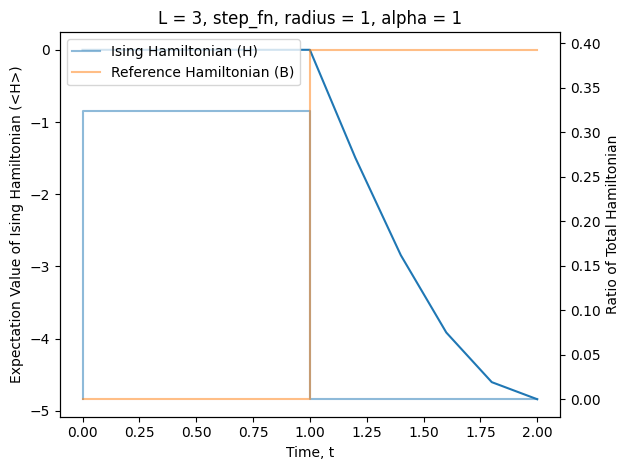 L = 3, step_fn, radius = 1, alpha = 1
Ising Hamiltonian (H)
Reference Hamiltonian (B)
Expectation Value of Ising Hamiltonian (<H>)
0
−1
−2
−3
−4
−5
0.40
0.35
0.30
0.25
0.20
0.15
0.10
0.05
0.00
Ratio of Total Hamiltonian
0.00 0.25 0.50 0.75 1.00 1.25 1.50 1.75 2.00
Time, t